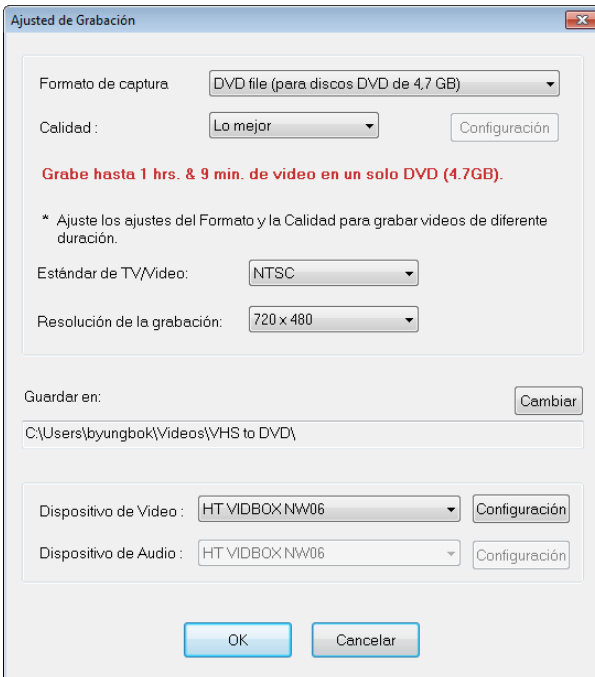 Ajusted de Grabación
Formato de captura
DVD file (para discos DVD de 4,7 GB)
Calidad :
Lo mejor
Configuración
Grabe hasta 1 hrs. & 9 min. de video en un solo DVD (4.7GB).
* Ajuste los ajustes del Formato y la Calidad para grabar videos de diferente
duración.
Estándar de TV/Video:
NTSC
Resolución de la grabación:
720 x 480
Guardar en:
Cambiar
C:\Users\byungbok\Videos\VHS to DVD\
Dispositivo de Video :
HT VIDBOX NW06
Configuración
Dispositivo de Audio :
HT VIDBOX NW06
Configuración
OK
Cancelar